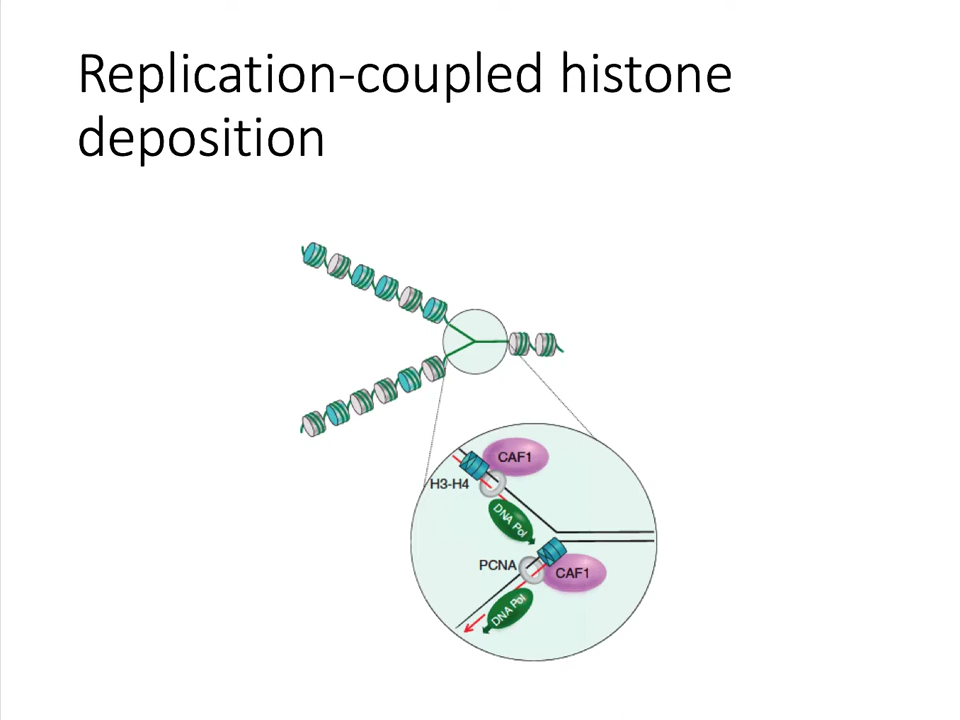 Replication-coupled histone
deposition
CAF1
H3-H4
DNA Pol
PCNA
CAF1
DNA Pol